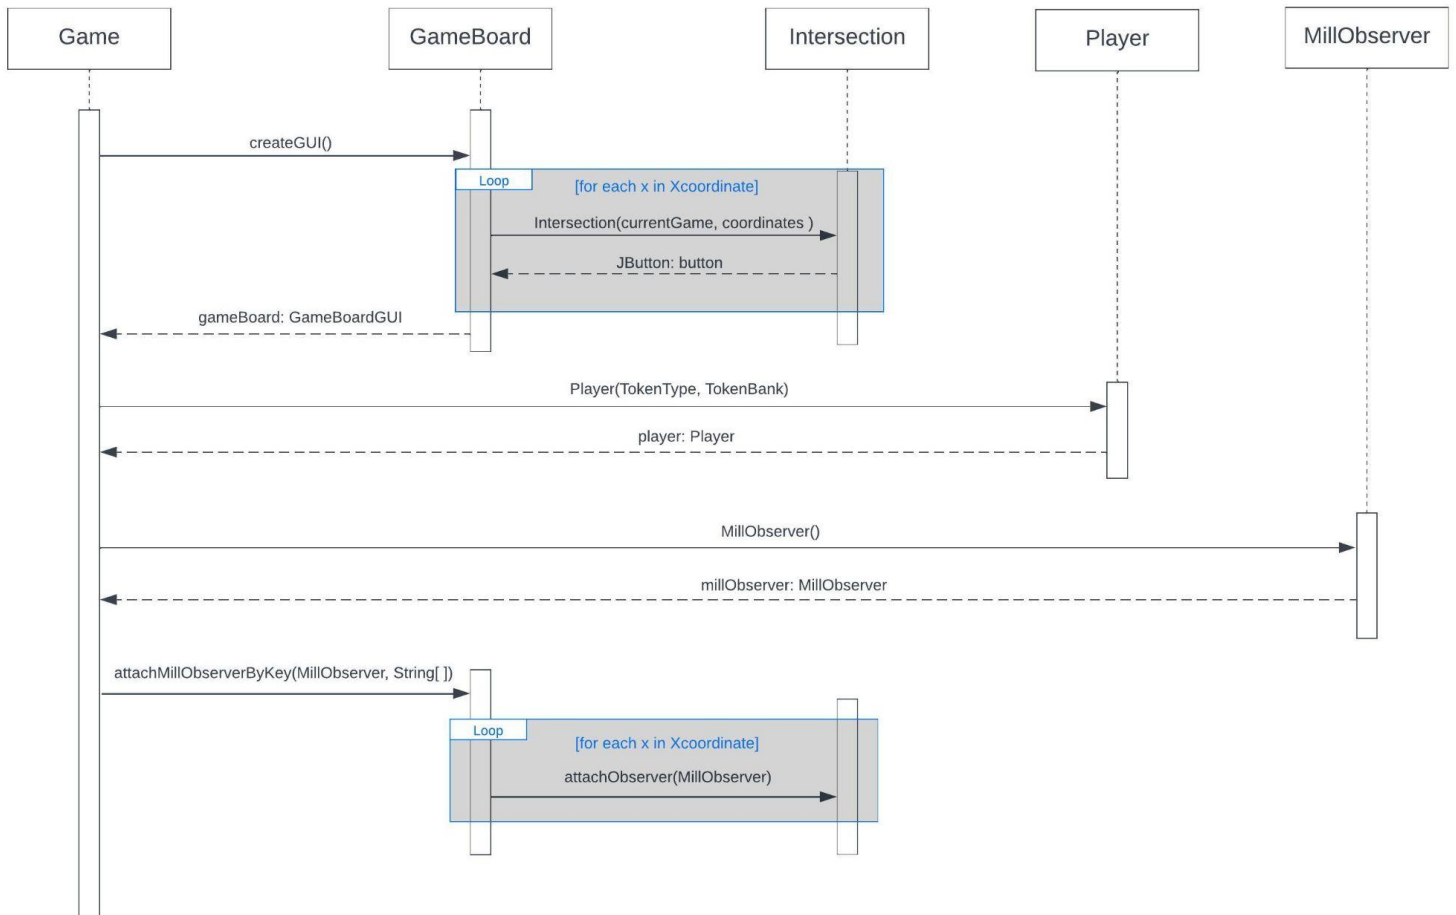 Game
GameBoard
Intersection
Player
MillObserver
createGUI()
Loop
[for each x in Xcoordinate]
Intersection(currentGame, coordinates )
JButton: button
gameBoard: GameBoardGUI
Player(TokenType, TokenBank)
player: Player
MillObserver()
millObserver: MillObserver
attachMillObserverByKey(MillObserver, String[ ])
Loop
[for each x in Xcoordinate]
attachObserver(MillObserver)